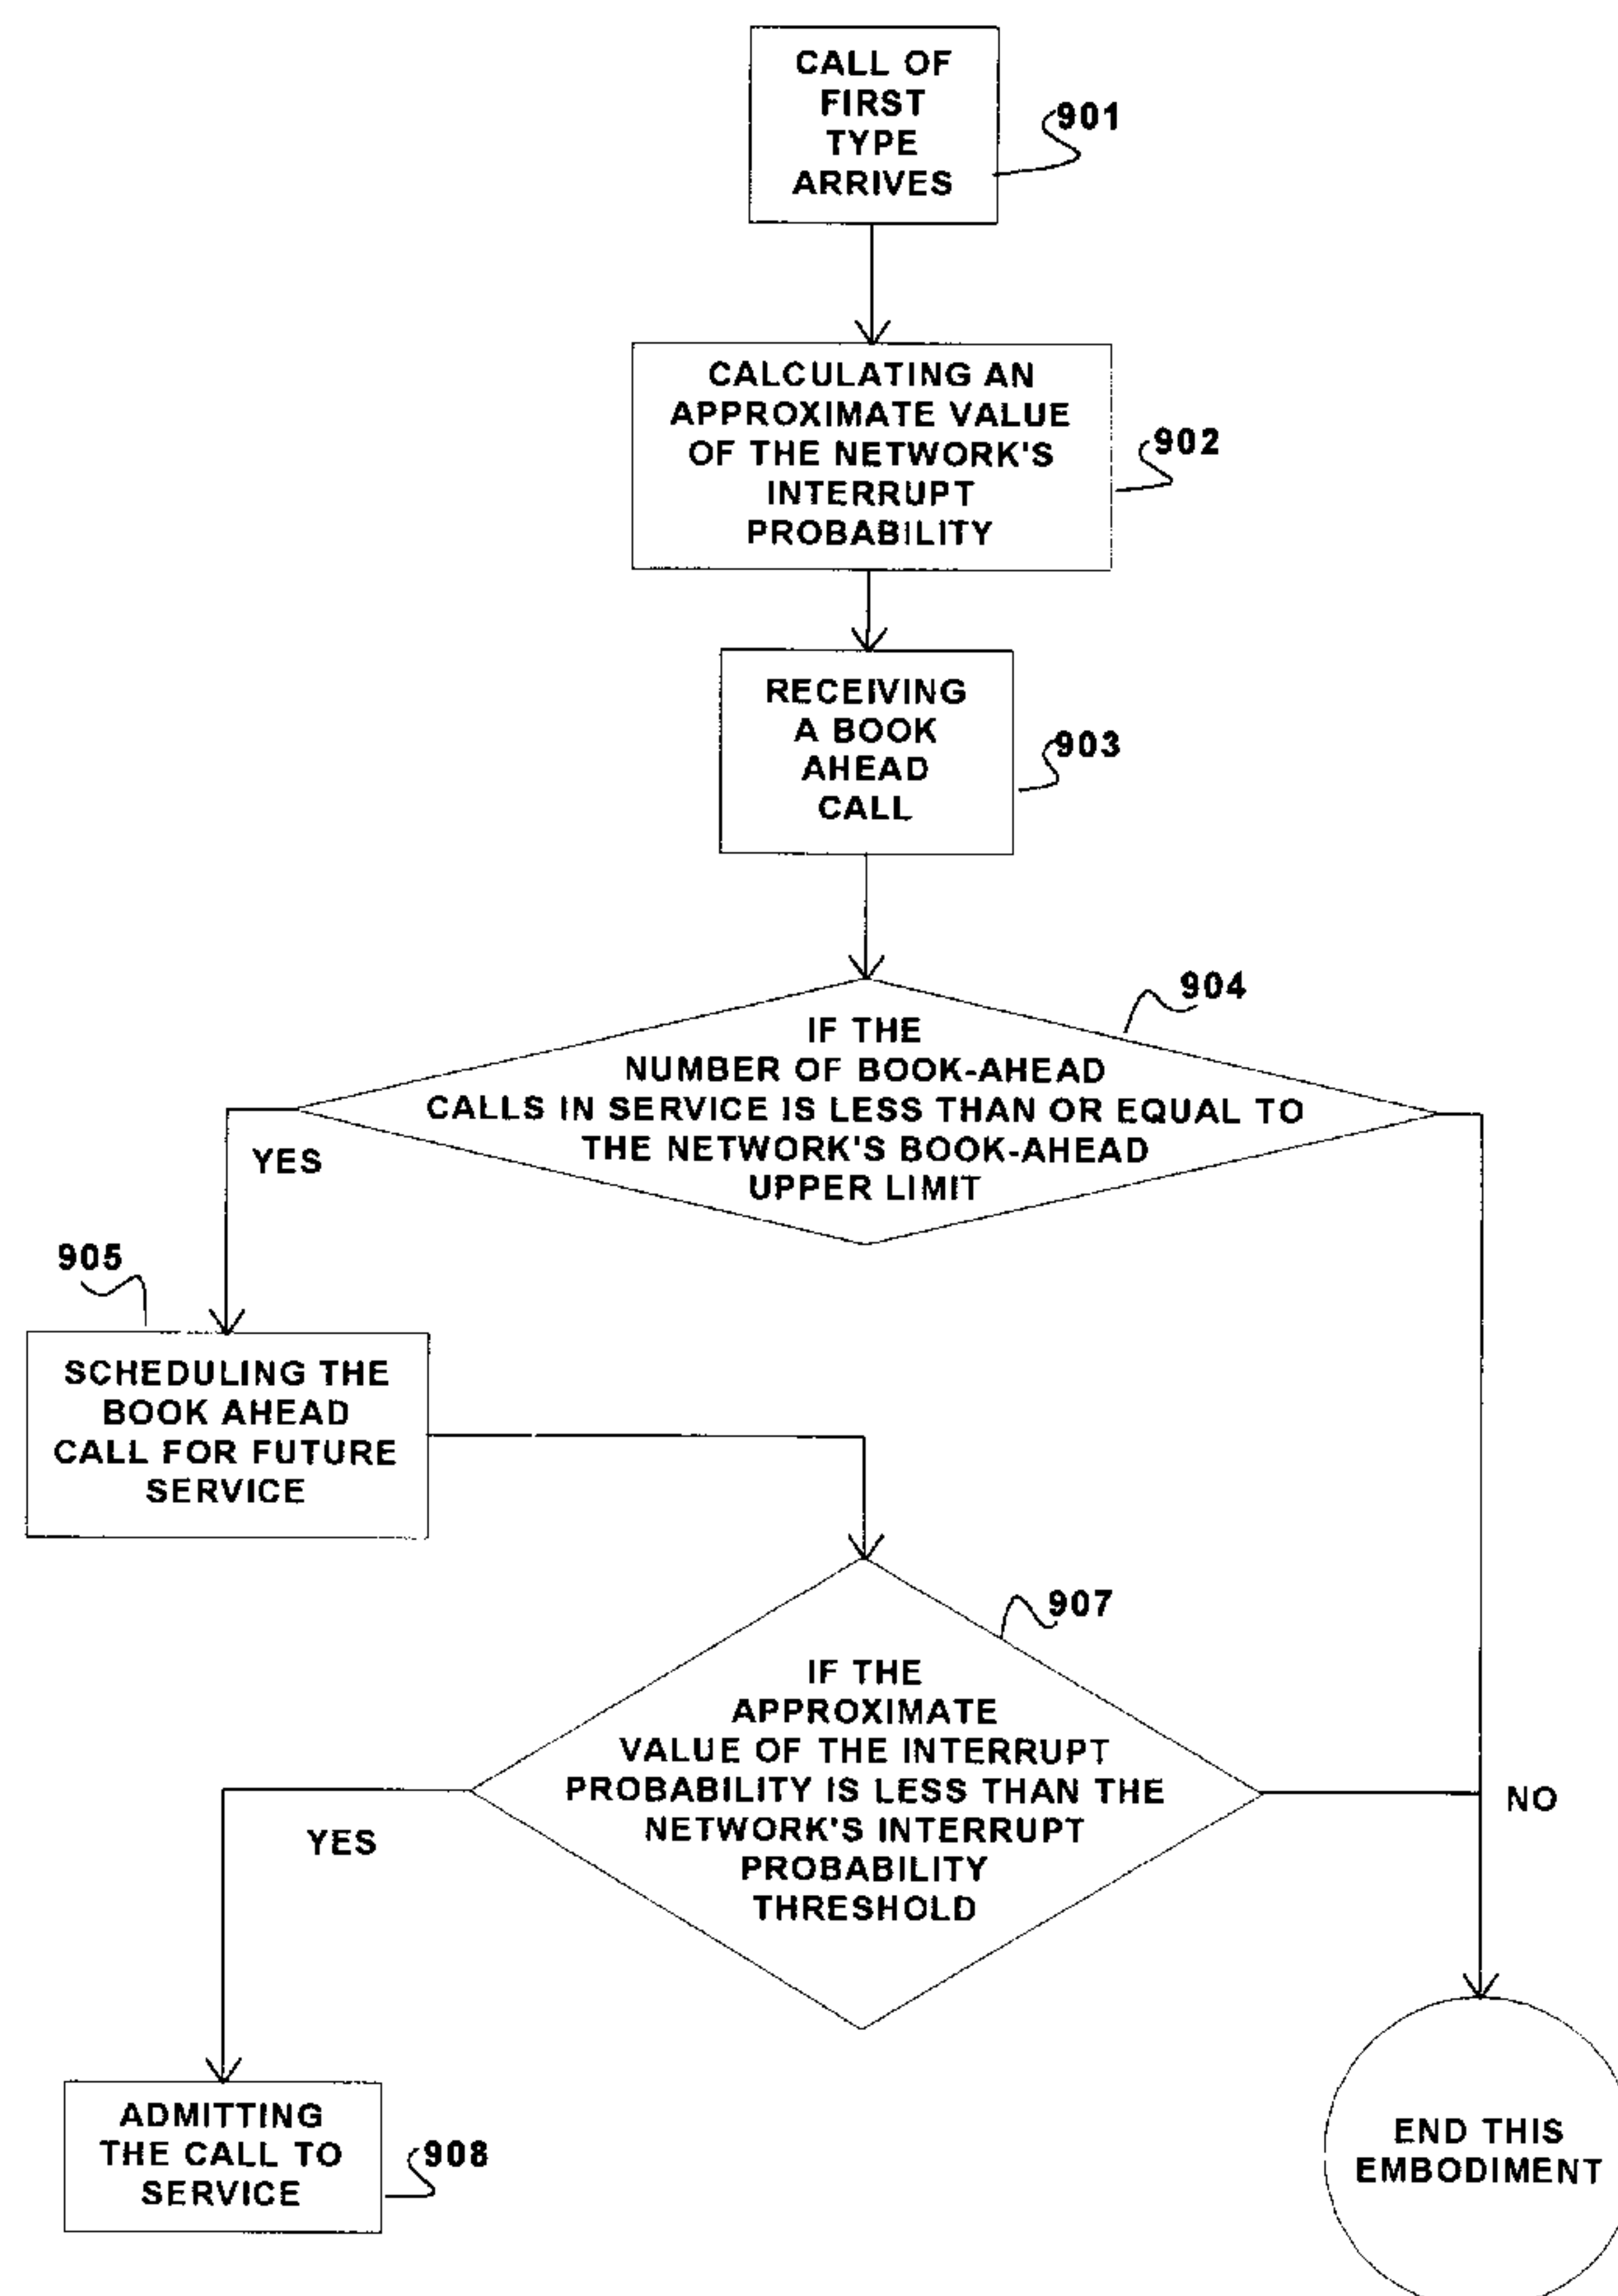 CALL OF
FIRST
TYPE
ARRIVES
901
CALCULATING AN
APPROXIMATE VALUE
OF THE NETWORK'S
INTERRUPT
PROBABILITY
902
RECEIVING
A BOOK
AHEAD
CALL
903
904
IF THE
NUMBER OF BOOK-AHEAD
CALLS IN SERVICE IS LESS THAN OR EQUAL TO
THE NETWORK'S BOOK-AHEAD
UPPER LIMIT
YES
905
SCHEDULING THE
BOOK AHEAD
CALL FOR FUTURE
SERVICE
907
IF THE
APPROXIMATE
VALUE OF THE INTERRUPT
PROBABILITY IS LESS THAN THE
NETWORK'S INTERRUPT
PROBABILITY
THRESHOLD
NO
YES
ADMITTING
THE CALL TO
SERVICE
908
END THIS
EMBODIMENT